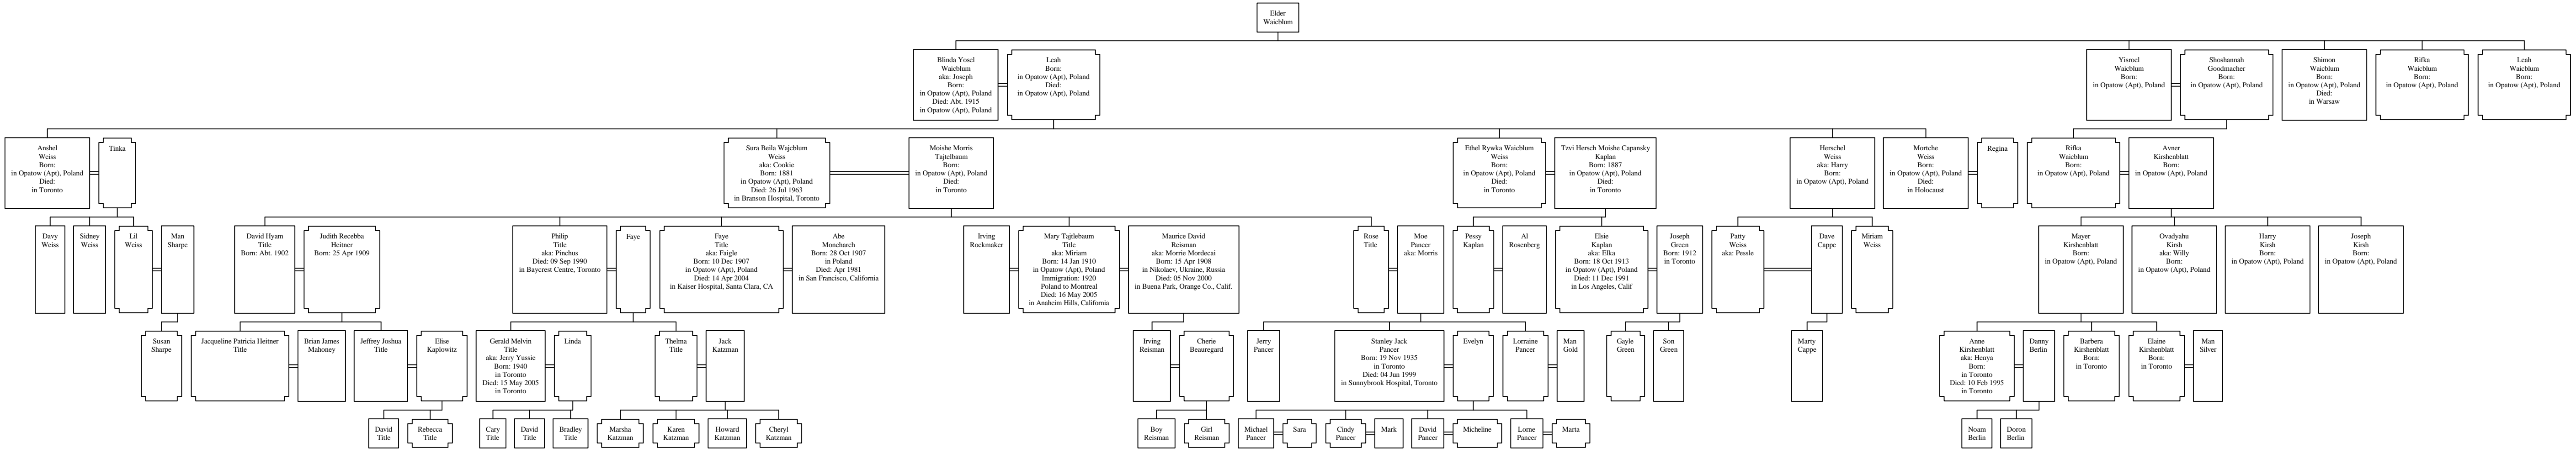 Elder
Waicblum
Blinda Yosel
Waicblum
aka: Joseph
Born:
in Opatow (Apt), Poland
Died: Abt. 1915
in Opatow (Apt), Poland
Leah
Born:
in Opatow (Apt), Poland
Died:
in Opatow (Apt), Poland
Yisroel
Waicblum
Born:
in Opatow (Apt), Poland
Shoshannah
Goodmacher
Born:
in Opatow (Apt), Poland
Shimon
Waicblum
Born:
in Opatow (Apt), Poland
Died:
in Warsaw
Rifka
Waicblum
Born:
in Opatow (Apt), Poland
Leah
Waicblum
Born:
in Opatow (Apt), Poland
Anshel
Weiss
Born:
in Opatow (Apt), Poland
Died:
in Toronto
Tinka
Sura Beila Wajcblum
Weiss
aka: Cookie
Born: 1881
in Opatow (Apt), Poland
Died: 26 Jul 1963
in Branson Hospital, Toronto
Moishe Morris
Tajtelbaum
Born:
in Opatow (Apt), Poland
Died:
in Toronto
Ethel Rywka Waicblum
Weiss
Born:
in Opatow (Apt), Poland
Died:
in Toronto
Tzvi Hersch Moishe Capansky
Kaplan
Born: 1887
in Opatow (Apt), Poland
Died:
in Toronto
Herschel
Weiss
aka: Harry
Born:
in Opatow (Apt), Poland
Mortche
Weiss
Born:
in Opatow (Apt), Poland
Died:
in Holocaust
Regina
Rifka
Waicblum
Born:
in Opatow (Apt), Poland
Avner
Kirshenblatt
Born:
in Opatow (Apt), Poland
Davy
Weiss
Sidney
Weiss
Lil
Weiss
Man
Sharpe
David Hyam
Title
Born: Abt. 1902
Judith Recebba
Heitner
Born: 25 Apr 1909
Philip
Title
aka: Pinchus
Died: 09 Sep 1990
in Baycrest Centre, Toronto
Faye
Faye
Title
aka: Faigle
Born: 10 Dec 1907
in Opatow (Apt), Poland
Died: 14 Apr 2004
in Kaiser Hospital, Santa Clara, CA
Abe
Moncharch
Born: 28 Oct 1907
in Poland
Died: Apr 1981
in San Francisco, California
Irving
Rockmaker
Mary Tajtlebaum
Title
aka: Miriam
Born: 14 Jan 1910
in Opatow (Apt), Poland
Immigration: 1920
Poland to Montreal
Died: 16 May 2005
in Anaheim Hills, California
Maurice David
Reisman
aka: Morrie Mordecai
Born: 15 Apr 1908
in Nikolaev, Ukraine, Russia
Died: 05 Nov 2000
in Buena Park, Orange Co., Calif.
Rose
Title
Moe
Pancer
aka: Morris
Pessy
Kaplan
Al
Rosenberg
Elsie
Kaplan
aka: Elka
Born: 18 Oct 1913
in Opatow (Apt), Poland
Died: 11 Dec 1991
in Los Angeles, Calif
Joseph
Green
Born: 1912
in Toronto
Patty
Weiss
aka: Pessle
Dave
Cappe
Miriam
Weiss
Mayer
Kirshenblatt
Born:
in Opatow (Apt), Poland
Ovadyahu
Kirsh
aka: Willy
Born:
in Opatow (Apt), Poland
Harry
Kirsh
Born:
in Opatow (Apt), Poland
Joseph
Kirsh
Born:
in Opatow (Apt), Poland
Susan
Sharpe
Jacqueline Patricia Heitner
Title
Brian James
Mahoney
Jeffrey Joshua
Title
Elise
Kaplowitz
Gerald Melvin
Title
aka: Jerry Yussie
Born: 1940
in Toronto
Died: 15 May 2005
in Toronto
Linda
Thelma
Title
Jack
Katzman
Irving
Reisman
Cherie
Beauregard
Jerry
Pancer
Stanley Jack
Pancer
Born: 19 Nov 1935
in Toronto
Died: 04 Jun 1999
in Sunnybrook Hospital, Toronto
Evelyn
Lorraine
Pancer
Man
Gold
Gayle
Green
Son
Green
Marty
Cappe
Anne
Kirshenblatt
aka: Henya
Born:
in Toronto
Died: 10 Feb 1995
in Toronto
Danny
Berlin
Barbera
Kirshenblatt
Born:
in Toronto
Elaine
Kirshenblatt
Born:
in Toronto
Man
Silver
David
Title
Rebecca
Title
Cary
Title
David
Title
Bradley
Title
Marsha
Katzman
Karen
Katzman
Howard
Katzman
Cheryl
Katzman
Boy
Reisman
Girl
Reisman
Michael
Pancer
Sara
Cindy
Pancer
Mark
David
Pancer
Micheline
Lorne
Pancer
Marta
Noam
Berlin
Doron
Berlin